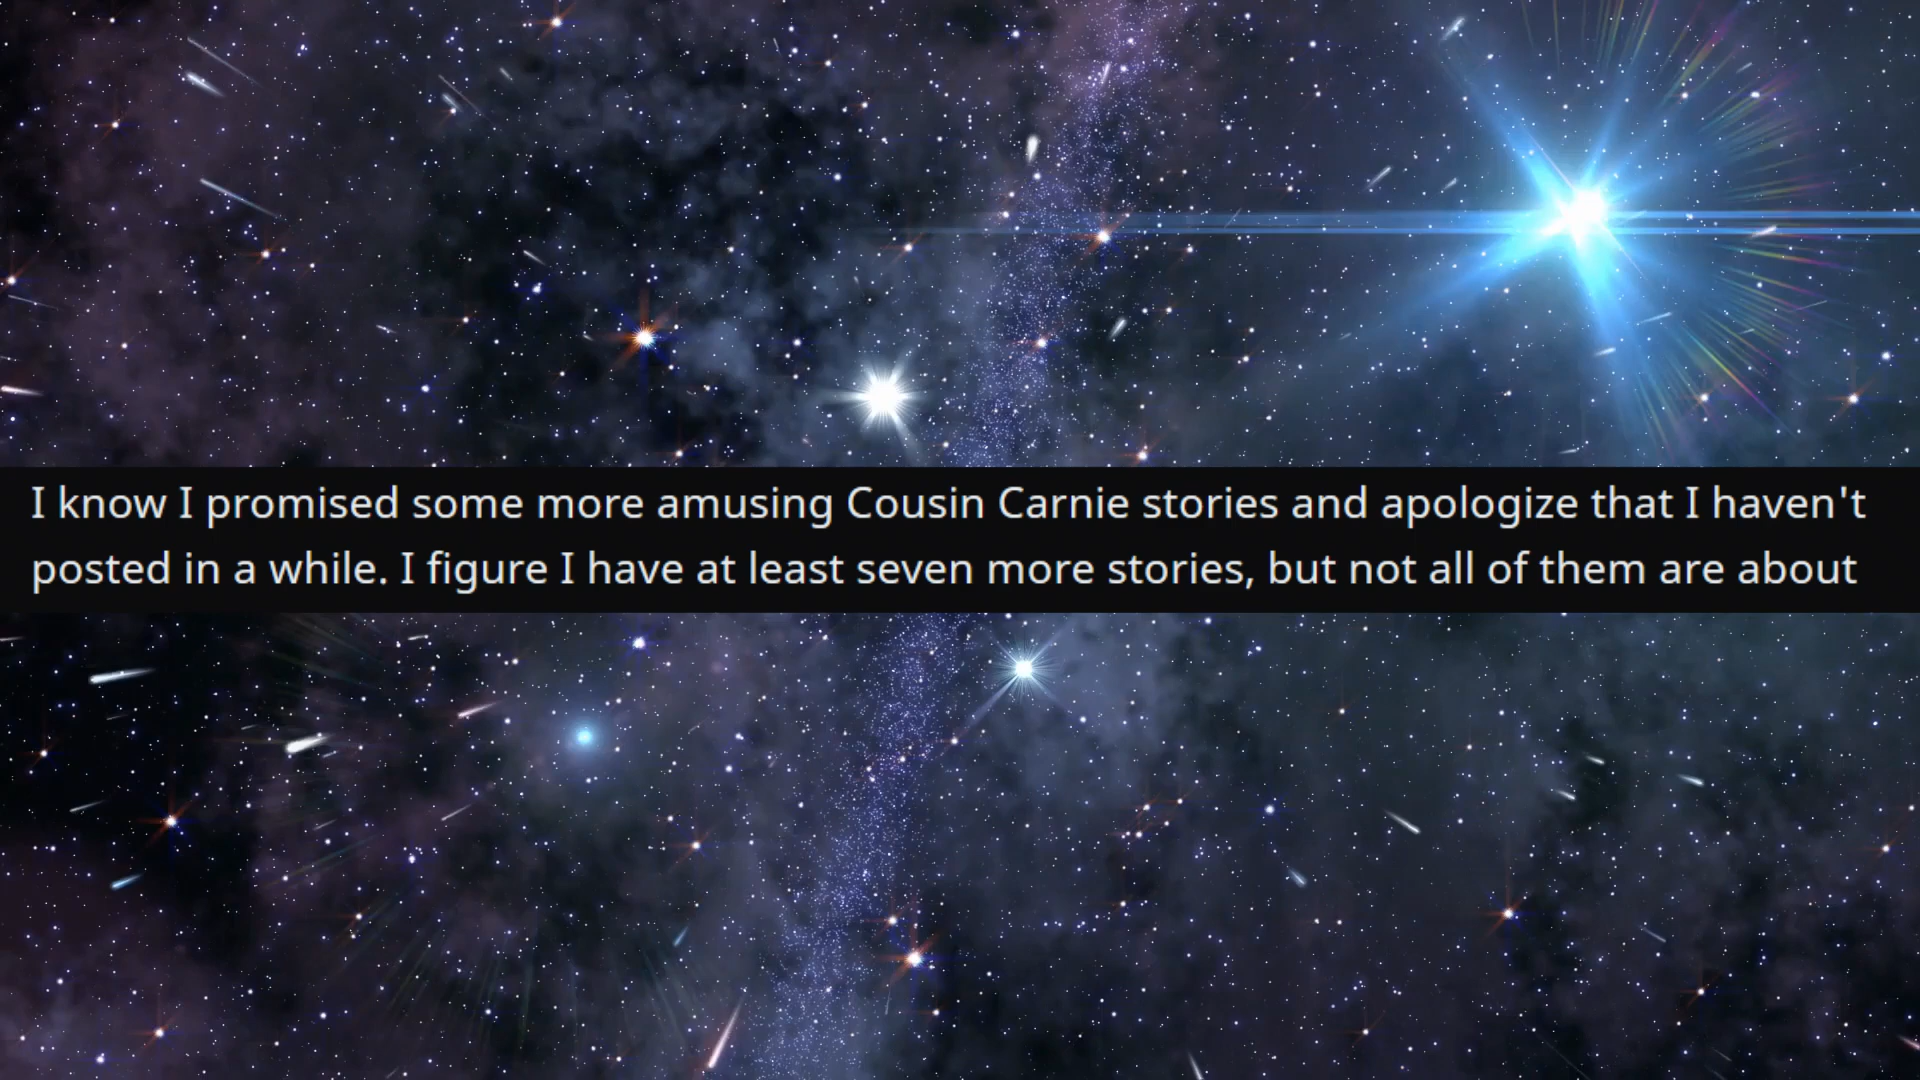 I know I promised some more amusing Cousin Carnie stories and apologize that I haven't
posted in a while. I figure I have at least seven more stories, but not all of them are about